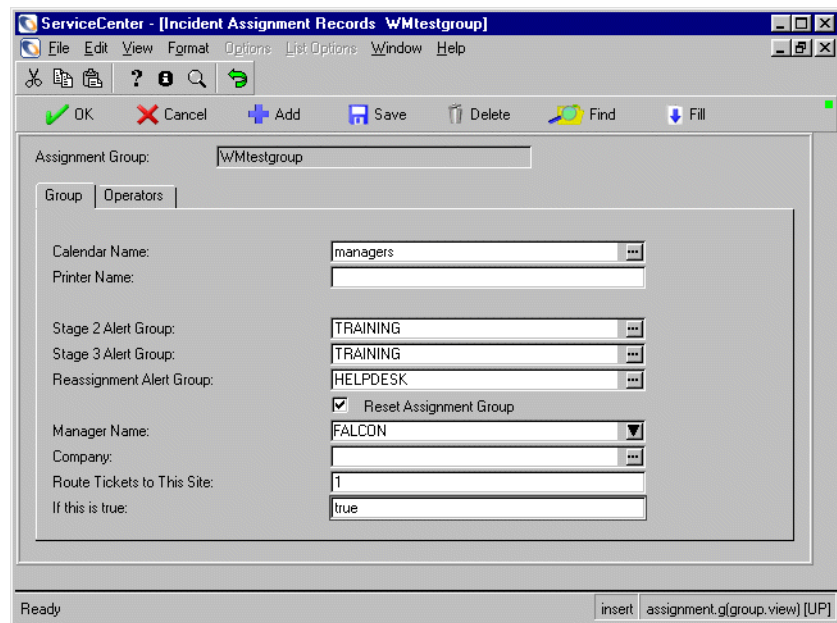 ServiceCenter - [Incident Assignment Records WMtestgroup]
File Edit View Format Options List Options Window Help
OK Cancel Add Save Delete Find Fill
Assignment Group: WMtestgroup
Group Operators
Calendar Name: managers
Printer Name:
Stage 2 Alert Group: TRAINING
Stage 3 Alert Group: TRAINING
Reassignment Alert Group: HELPDESK
Reset Assignment Group
Manager Name: FALCON
Company:
Route Tickets to This Site: 1
If this is true: true
Ready insert assignment.g(group.view) [UP]